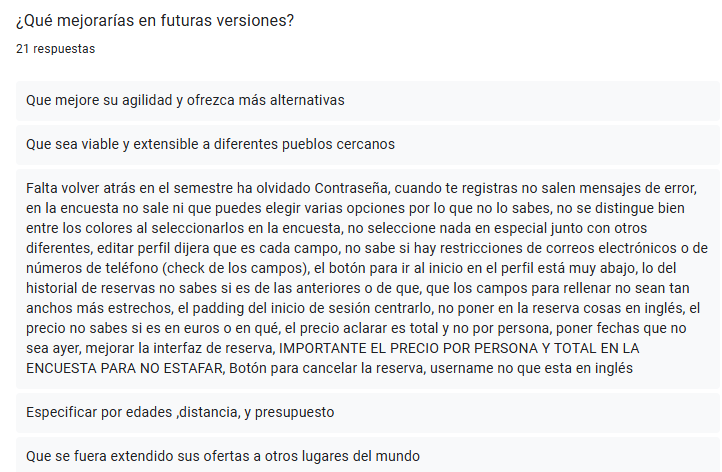 ¿Qué mejorarías en futuras versiones?
21 respuestas
Que mejore su agilidad y ofrezca más alternativas
Que sea viable y extensible a diferentes pueblos cercanos
Falta volver atrás en el semestre ha olvidado Contraseña, cuando te registras no salen mensajes de error,
en la encuesta no sale ni que puedes elegir varias opciones por lo que no lo sabes, no se distingue bien
entre los colores al seleccionarlos en la encuesta, no seleccione nada en especial junto con otros
diferentes, editar perfil dijera que es cada campo, no sabe si hay restricciones de correos electrónicos o de
números de teléfono (check de los campos), el botón para ir al inicio en el perfil está muy abajo, lo del
historial de reservas no sabes si es de las anteriores o de que, que los campos para rellenar no sean tan
anchos más estrechos, el padding del inicio de sesión centrarlo, no poner en la reserva cosas en inglés, el
precio no sabes si es en euros o en qué, el precio aclarar es total y no por persona, poner fechas que no
sea ayer, mejorar la interfaz de reserva, IMPORTANTE EL PRECIO POR PERSONA Y TOTAL EN LA
ENCUESTA PARA NO ESTAFAR, Botón para cancelar la reserva, username no que esta en inglés
Especificar por edades ,distancia, y presupuesto
Que se fuera extendido sus ofertas a otros lugares del mundo